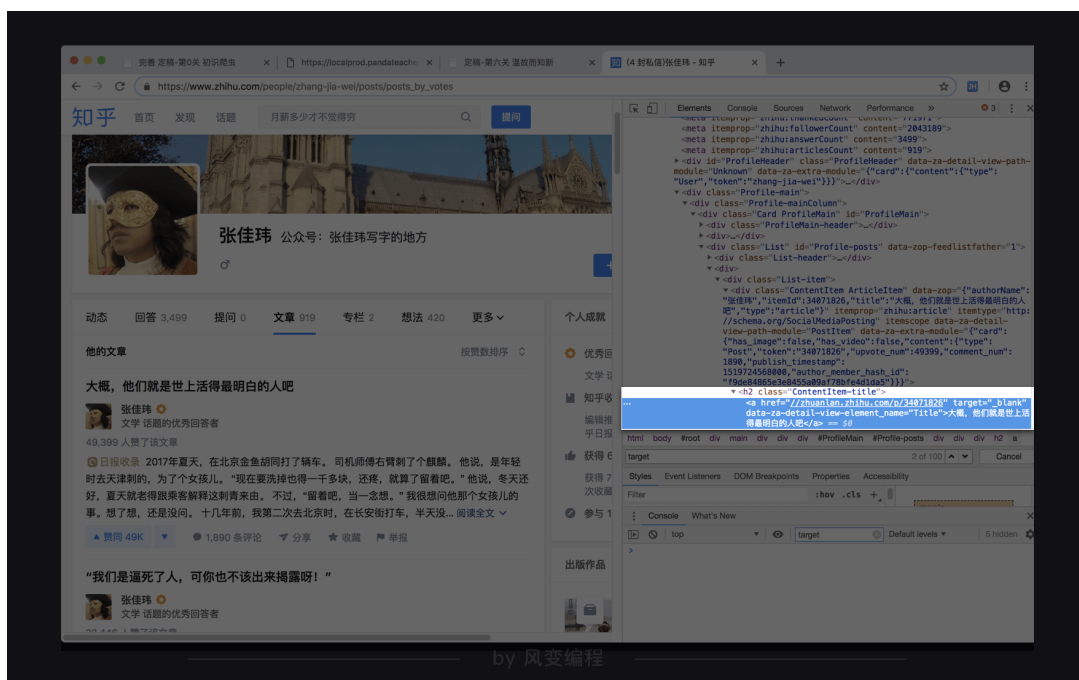 完善 定稿-第0关 初识爬虫
https://localprod.pandateache
定稿-第六关 温故而知新
(4 封私信)张佳玮 - 知乎
https://www.zhihu.com/people/zhang-jia-wei/posts/posts_by_votes
知乎 首页 发现 话题 月薪多少才不觉得穷 提问
张佳玮 公众号：张佳玮写字的地方
动态 回答 3,499 提问 0 文章 919 专栏 2 想法 420 更多
他的文章 按赞数排序
大概，他们就是世上活得最明白的人吧
张佳玮
文学 话题的优秀回答者
49,399 人赞了该文章
日报收录 2017年夏天，在北京金鱼胡同打了辆车。 司机师傅右臂刺了个麒麟。 他说，是年轻
时去天津刺的，为了个女孩儿。 “现在要洗掉也得一千多块，还疼，就算了留着吧。” 他说，冬天还
好，夏天就老得跟乘客解释这刺青来由。 不过，“留着吧，当一念想。” 我很想问他那个女孩儿的
事。想了想，还是没问。 十几年前，我第二次去北京时，在长安街打车，半天没... 阅读全文
赞同 49K 1,890 条评论 分享 收藏 举报
“我们是逼死了人，可你也不该出来揭露呀！“
张佳玮
文学 话题的优秀回答者
个人成就
优秀回
文学 话
知乎收
编辑推
乎日报
获得 6
获得 7
次收藏
参与 1
出版作品
Elements Console Sources Network Performance » 3
<meta itemprop="zhihu:thankedCount" content="771971">
<meta itemprop="zhihu:followerCount" content="2043189">
<meta itemprop="zhihu:answerCount" content="3499">
<meta itemprop="zhihu:articlesCount" content="919">
<div id="ProfileHeader" class="ProfileHeader" data-za-detail-view-path-
module="Unknown" data-za-extra-module="{"card":{"content":{"type":
"User","token":"zhang-jia-wei"}}}">…</div>
<div class="Profile-main">
<div class="Profile-mainColumn">
<div class="Card ProfileMain" id="ProfileMain">
<div class="ProfileMain-header">…</div>
<div>…</div>
<div class="List" id="Profile-posts" data-zop-feedlistfather="1">
<div class="List-header">…</div>
<div>
<div class="List-item">
<div class="ContentItem ArticleItem" data-zop="{"authorName":
"张佳玮","itemId":34071826,"title":"大概，他们就是世上活得最明白的人
吧","type":"article"}" itemprop="zhihu:article" itemtype="http:
//schema.org/SocialMediaPosting" itemscope data-za-detail-
view-path-module="PostItem" data-za-extra-module="{"card":
{"has_image":false,"has_video":false,"content":{"type":
"Post","token":"34071826","upvote_num":49399,"comment_num":
1890,"publish_timestamp":
1519724568000,"author_member_hash_id":
"f9de84865e3e8455a09af78bfe4d1da5"}}}">
<h2 class="ContentItem-title">
<a href="//zhuanlan.zhihu.com/p/34071826" target="_blank"
data-za-detail-view-element_name="Title">大概，他们就是世上活
得最明白的人吧</a> == $0
html body #root div main div div #ProfileMain #Profile-posts div div div h2 a
target 2 of 100 Cancel
Styles Event Listeners DOM Breakpoints Properties Accessibility
Filter :hov .cls +
Console What's New
top target Default levels 5 hidden
by 风变编程